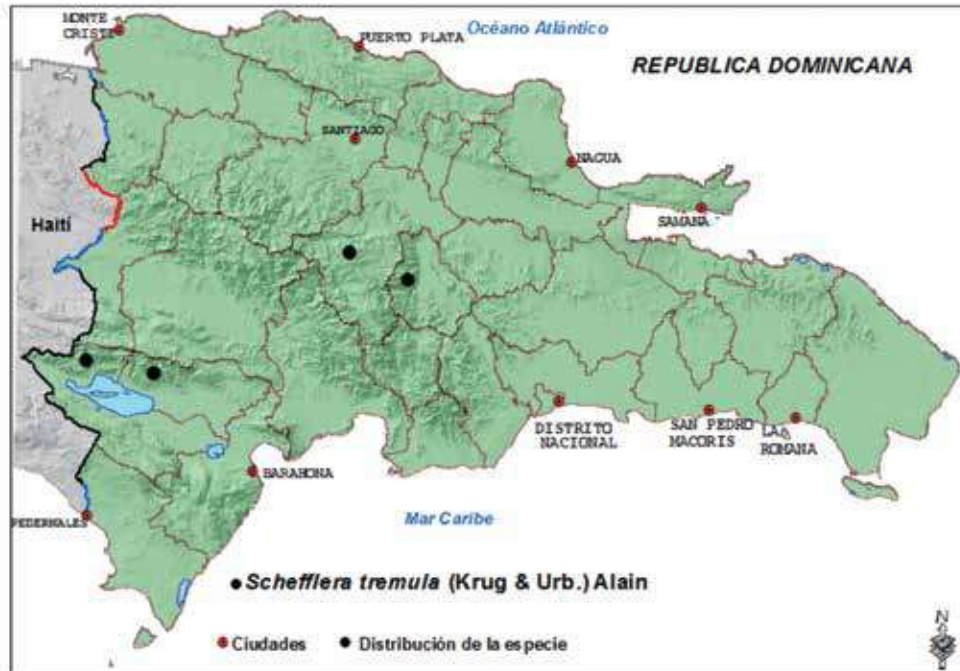 MONTE
CRISTI
Océano Atlántico
PUERTO PLATA
REPUBLICA DOMINICANA
SANTIAGO
NAGUA
SAMANA
Haití
DISTRITO
NACIONAL
SAN PEDRO
MACORIS
LA
ROMANA
BARAHONA
PEDERNALES
Mar Caribe
Schefflera tremula (Krug & Urb.) Alain
Ciudades
Distribución de la especie
N